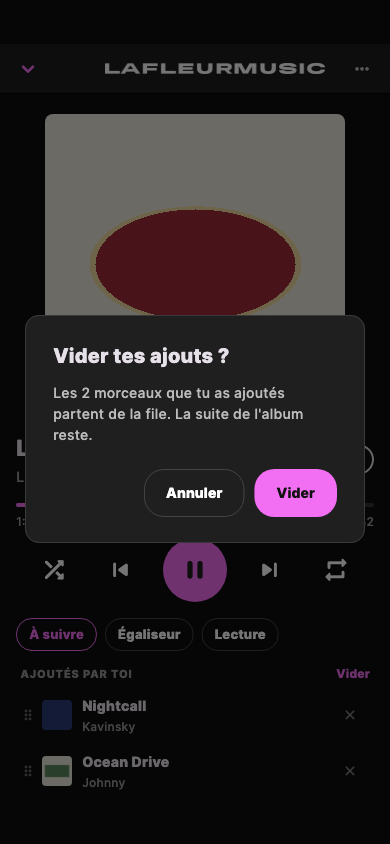 LAFLEURMUSIC
Vider tes ajouts ?
Les 2 morceaux que tu as ajoutés
partent de la file. La suite de l'album
reste.
Annuler
Vider
À suivre
Égaliseur
Lecture
AJOUTÉS PAR TOI
Vider
Nightcall
Kavinsky
Ocean Drive
Johnny